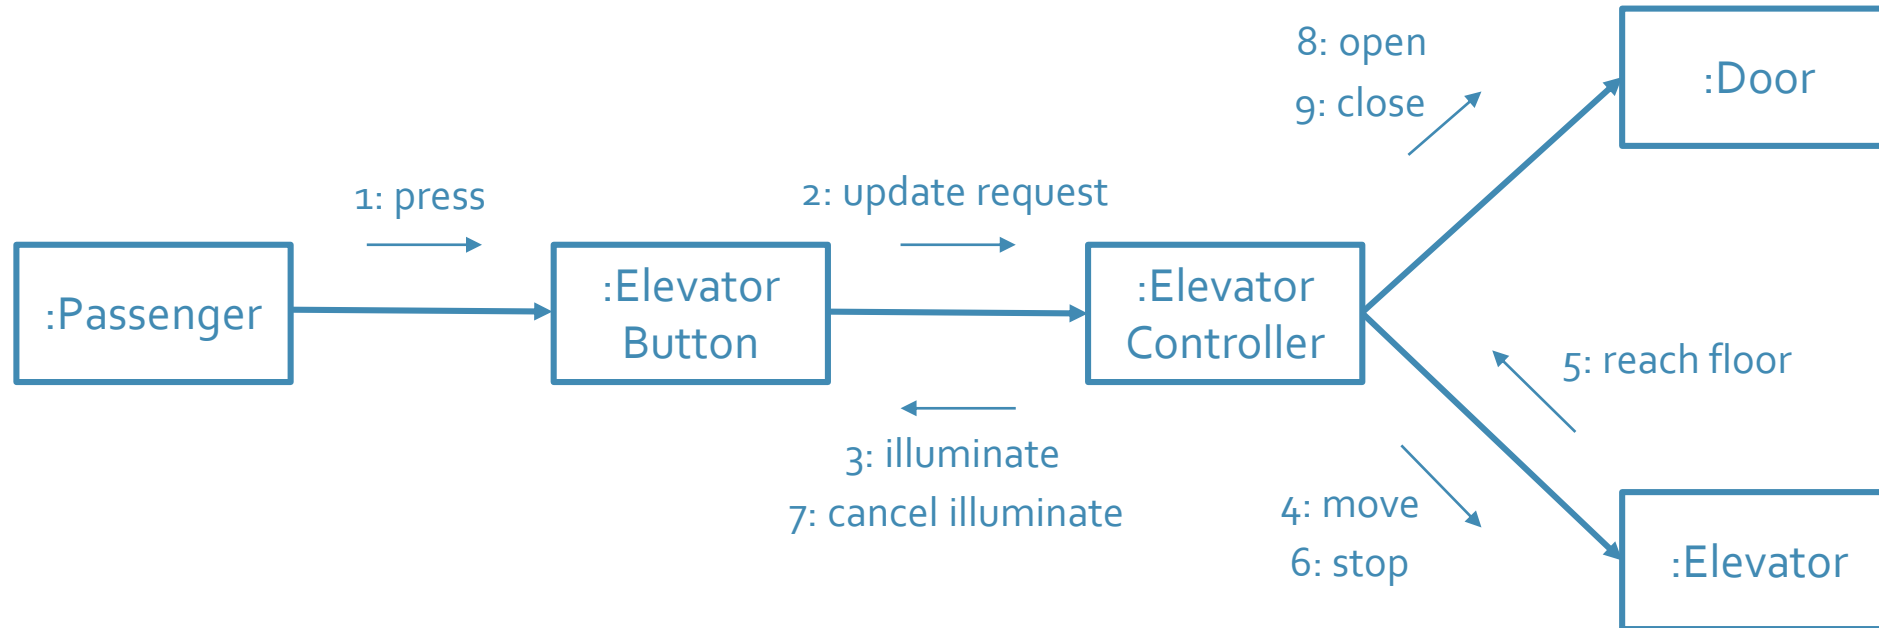 8: open
9: close
:Door
1: press
2: update request
:Passenger
:Elevator
Button
:Elevator
Controller
5: reach floor
3: illuminate
7: cancel illuminate
4: move
6: stop
:Elevator